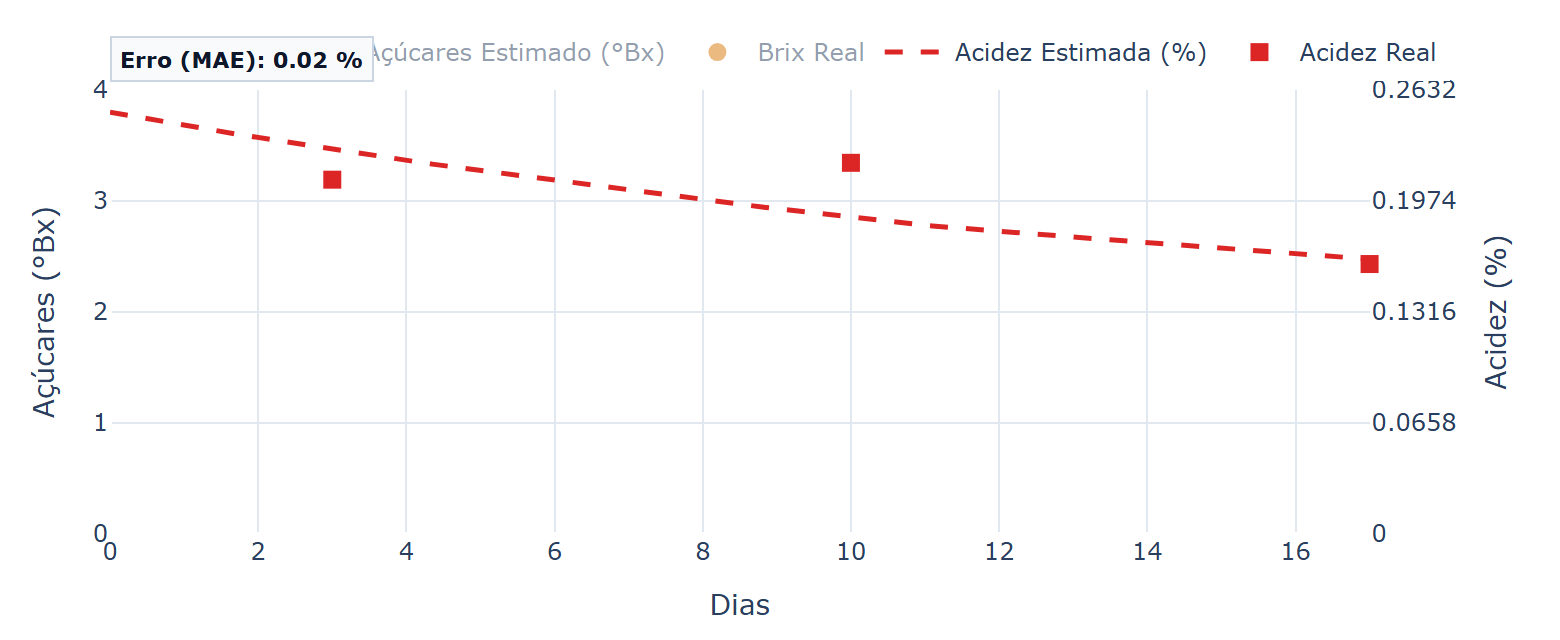 Erro (MAE): 0.02 %
Açúcares Estimado (°Bx)
Brix Real
Acidez Estimada (%)
Acidez Real
4
3
2
1
0
Açúcares (°Bx)
0.2632
0.1974
0.1316
0.0658
0
Acidez (%)
0 2 4 6 8 10 12 14 16
Dias